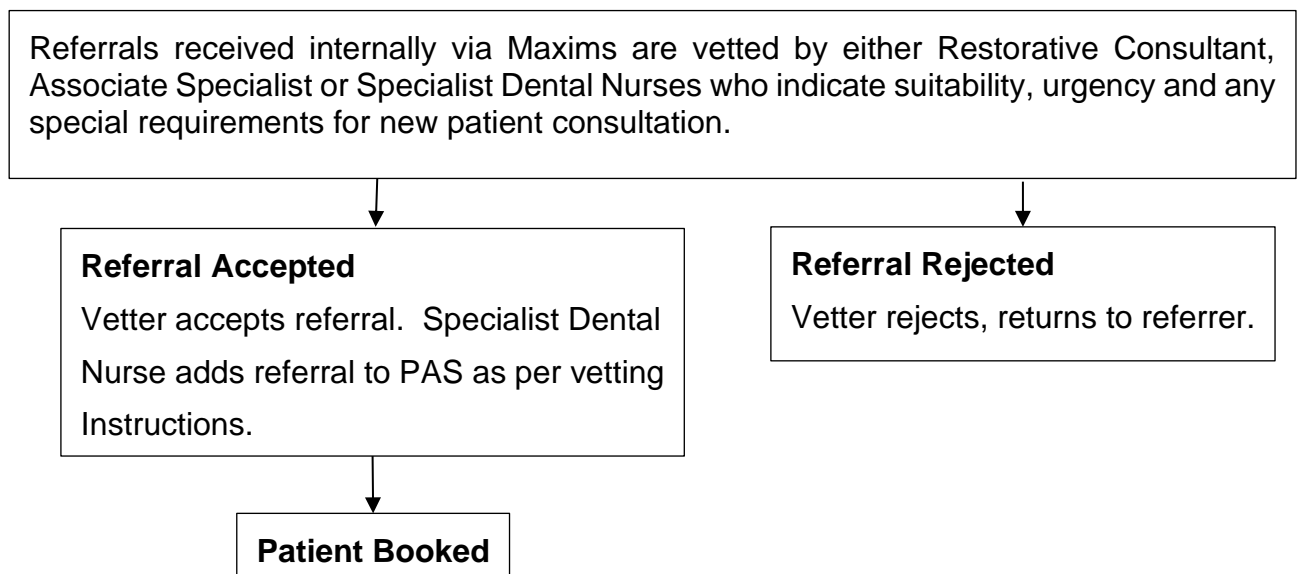 Referrals received internally via Maxims are vetted by either Restorative Consultant,
Associate Specialist or Specialist Dental Nurses who indicate suitability, urgency and any
special requirements for new patient consultation.
Referral Accepted
Vetter accepts referral. Specialist Dental
Nurse adds referral to PAS as per vetting
Instructions.
Referral Rejected
Vetter rejects, returns to referrer.
Patient Booked